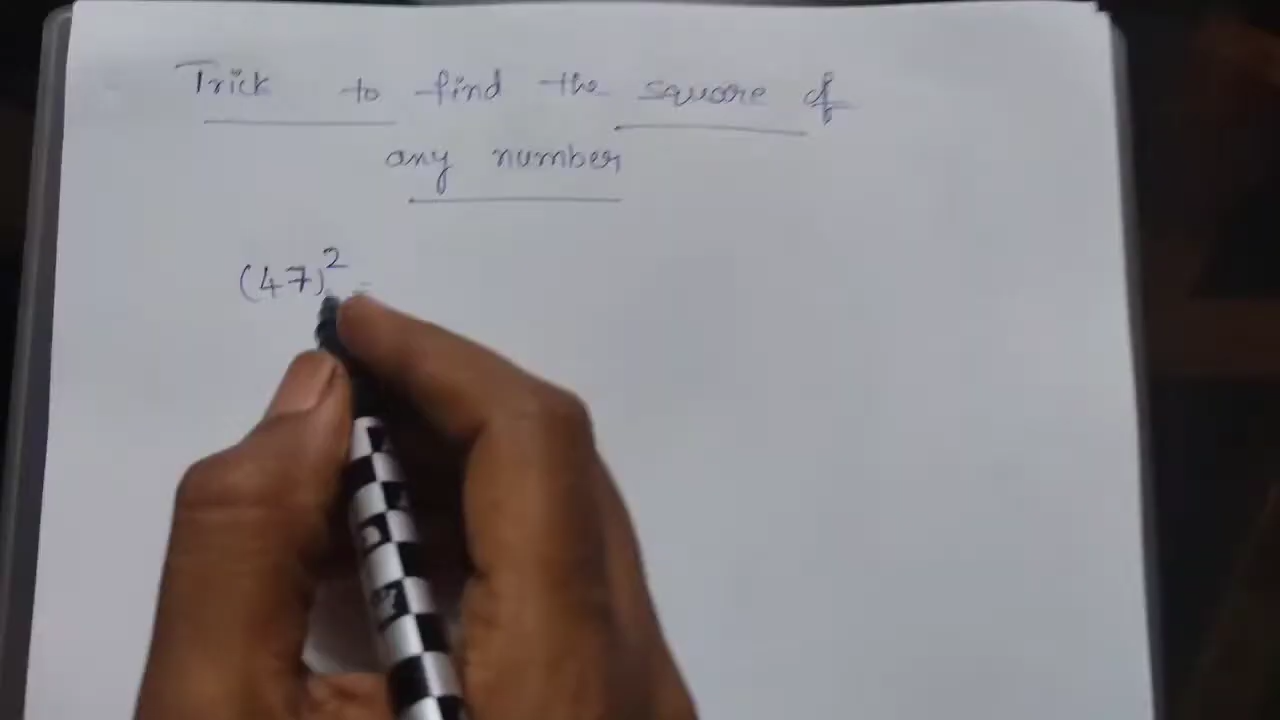 Trick to find the square of
any number
(47)² =